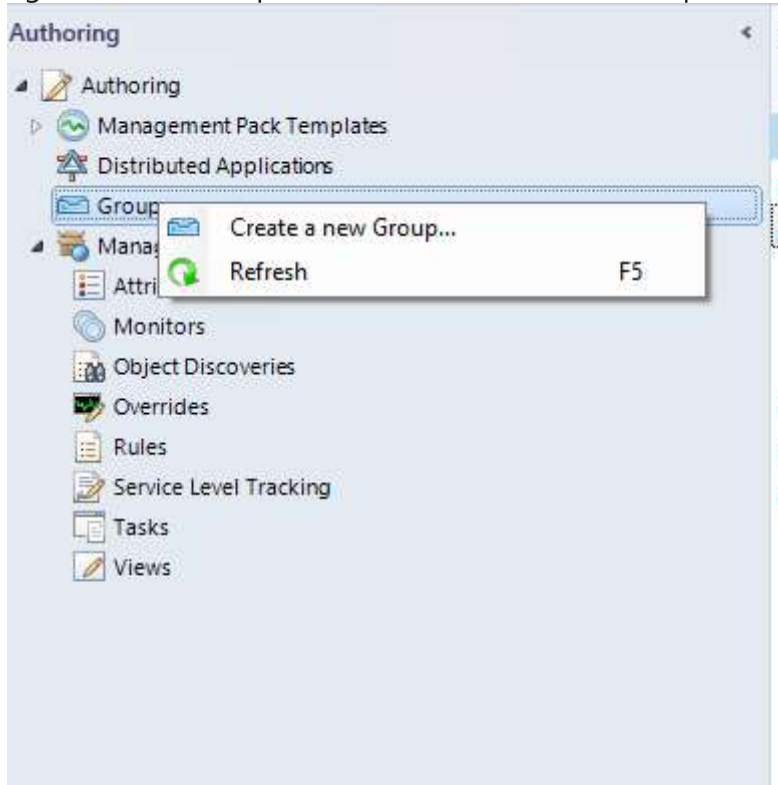 Authoring
Authoring
Management Pack Templates
Distributed Applications
Group
Create a new Group...
Refresh F5
Monitors
Object Discoveries
Overrides
Rules
Service Level Tracking
Tasks
Views